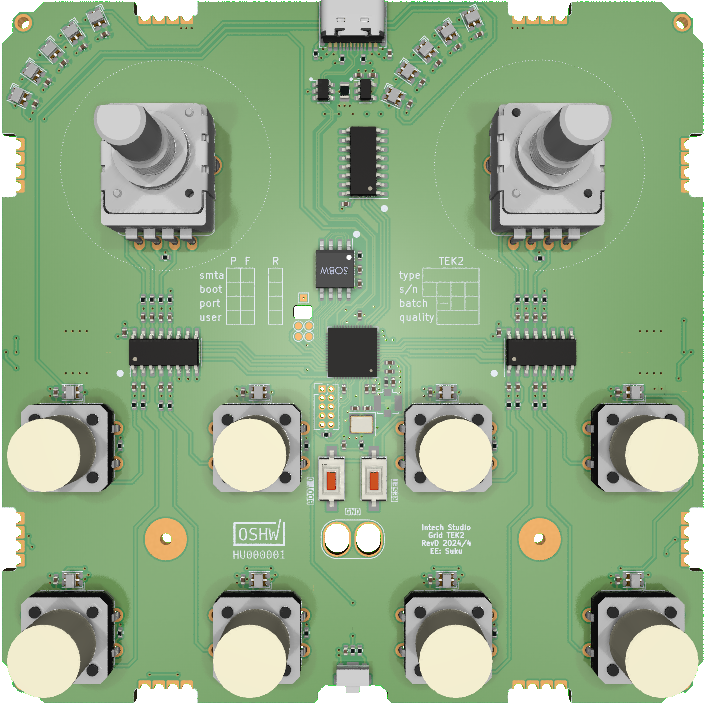 SO8W
P F R
smta
boot
port
user
TEK2
type
s/n
batch
quality
GND
OSHW
HU000001
Intech Studio
Grid TEK2
RevD 2024/4
EE: Suku